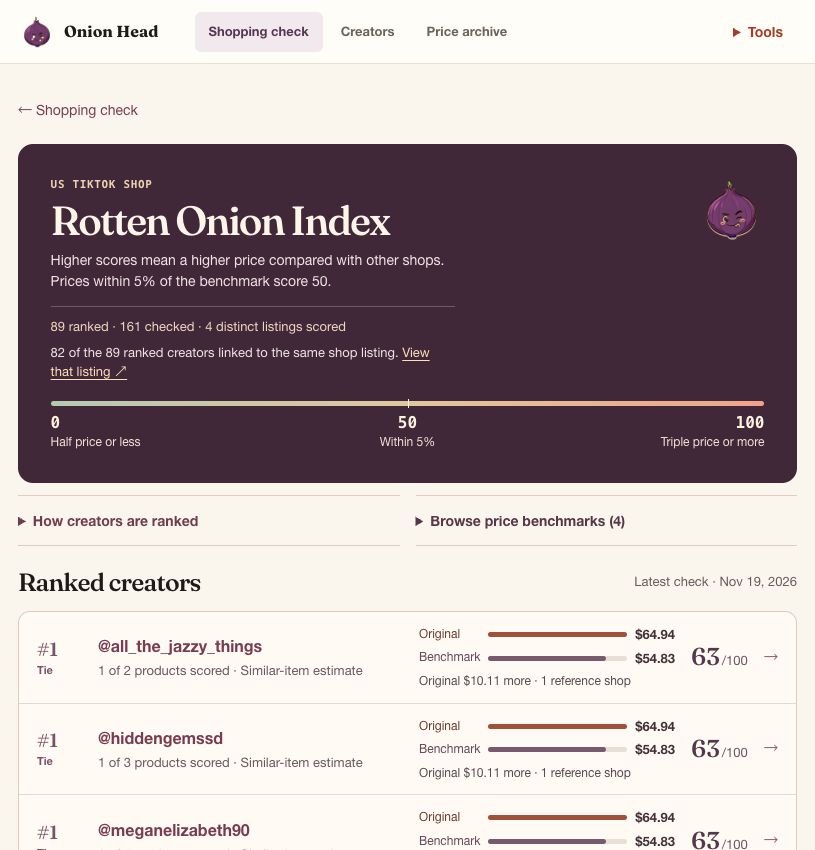 Onion Head
Shopping check
Creators
Price archive
▶ Tools
← Shopping check
US TIKTOK SHOP
Rotten Onion Index
Higher scores mean a higher price compared with other shops.
Prices within 5% of the benchmark score 50.
89 ranked · 161 checked · 4 distinct listings scored
82 of the 89 ranked creators linked to the same shop listing. View
that listing ↗
0
50
100
Half price or less
Within 5%
Triple price or more
▶ How creators are ranked
▶ Browse price benchmarks (4)
Ranked creators
Latest check · Nov 19, 2026
#1
Tie
@all_the_jazzy_things
1 of 2 products scored · Similar-item estimate
Original $64.94
Benchmark $54.83
Original $10.11 more · 1 reference shop
63/100 →
#1
Tie
@hiddengemssd
1 of 3 products scored · Similar-item estimate
Original $64.94
Benchmark $54.83
Original $10.11 more · 1 reference shop
63/100 →
#1
@meganelizabeth90
Original $64.94
Benchmark $54.83
63/100 →